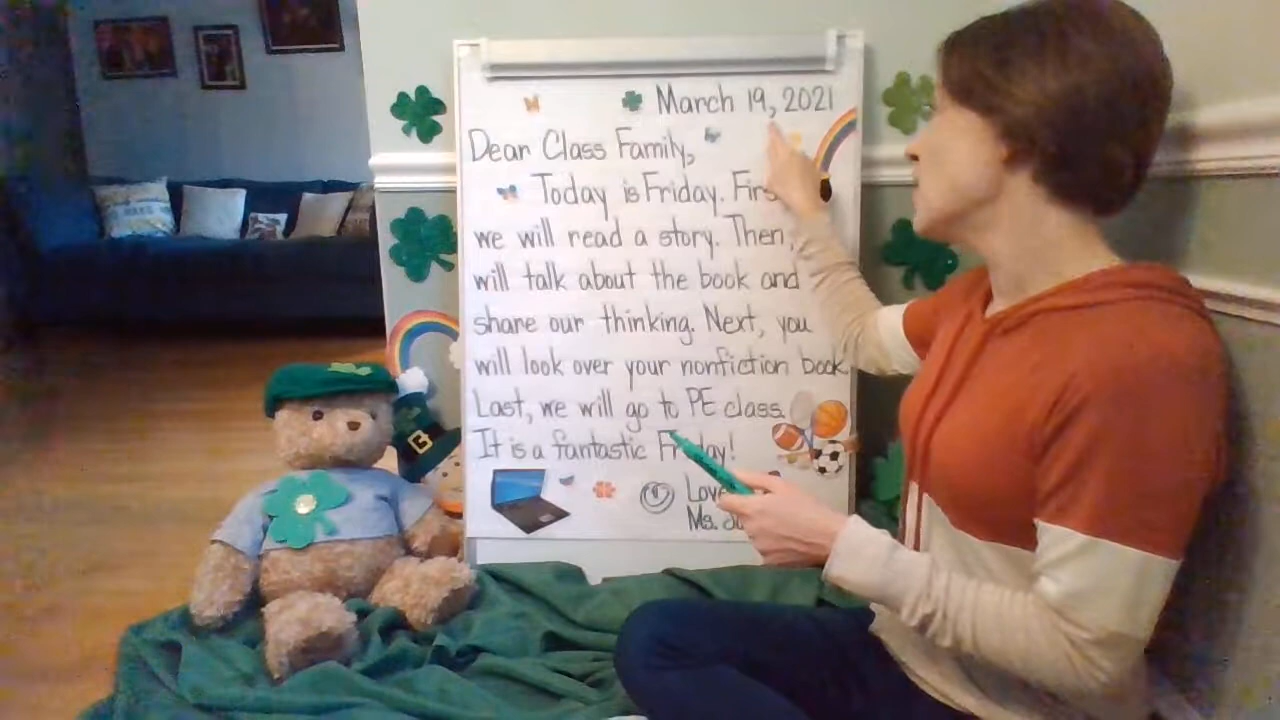 March 19, 2021
Dear Class Family,
Today is Friday.
we will read a story. Then,
will talk about the book and
share our thinking. Next, you
will look over your nonfiction book
Last, we will go to PE class.
It is a fantastic
Love
Ms.